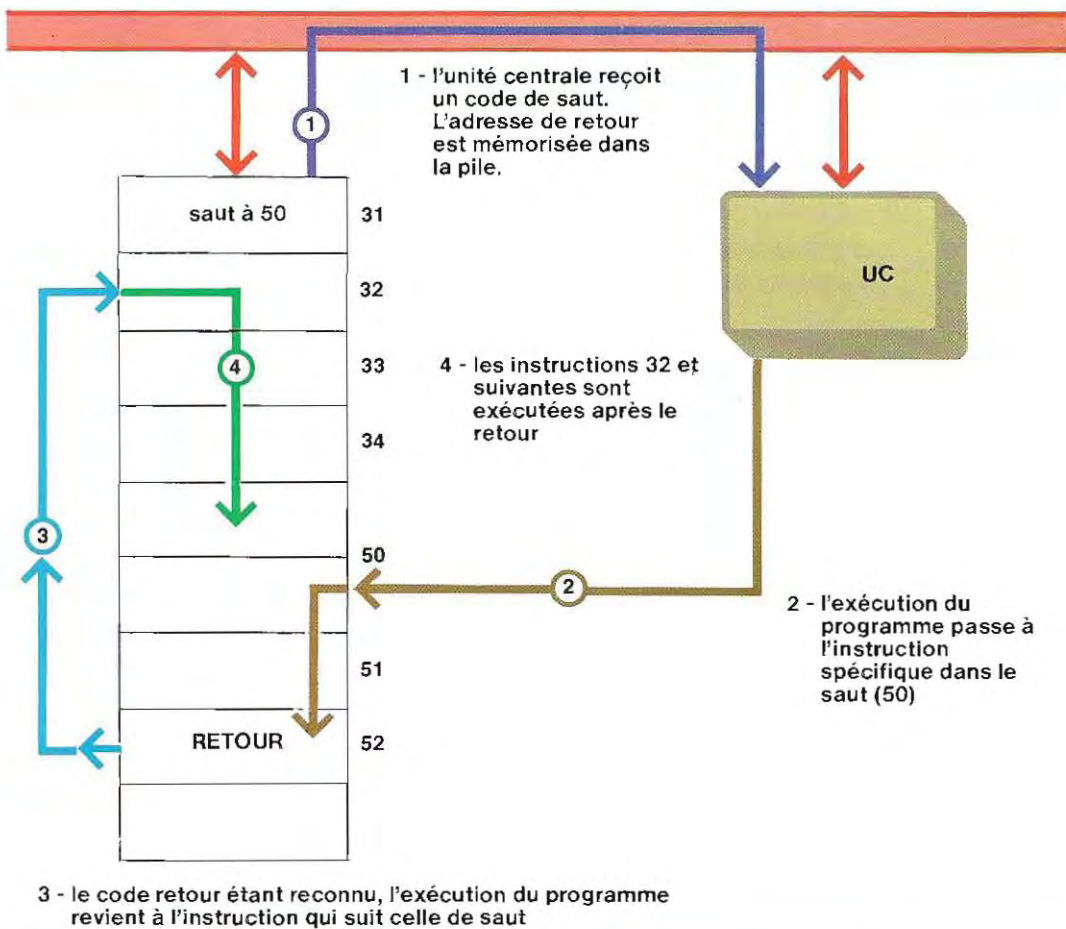 1 - l'unité centrale reçoit
un code de saut.
L'adresse de retour
est mémorisée dans
la pile.
1
saut à 50
31
32
UC
33
4
4 - les instructions 32 et
suivantes sont
exécutées après le
retour
34
3
50
2
2 - l'exécution du
programme passe à
l'instruction
spécifique dans le
saut (50)
51
RETOUR
52
3 - le code retour étant reconnu, l'exécution du programme
revient à l'instruction qui suit celle de saut